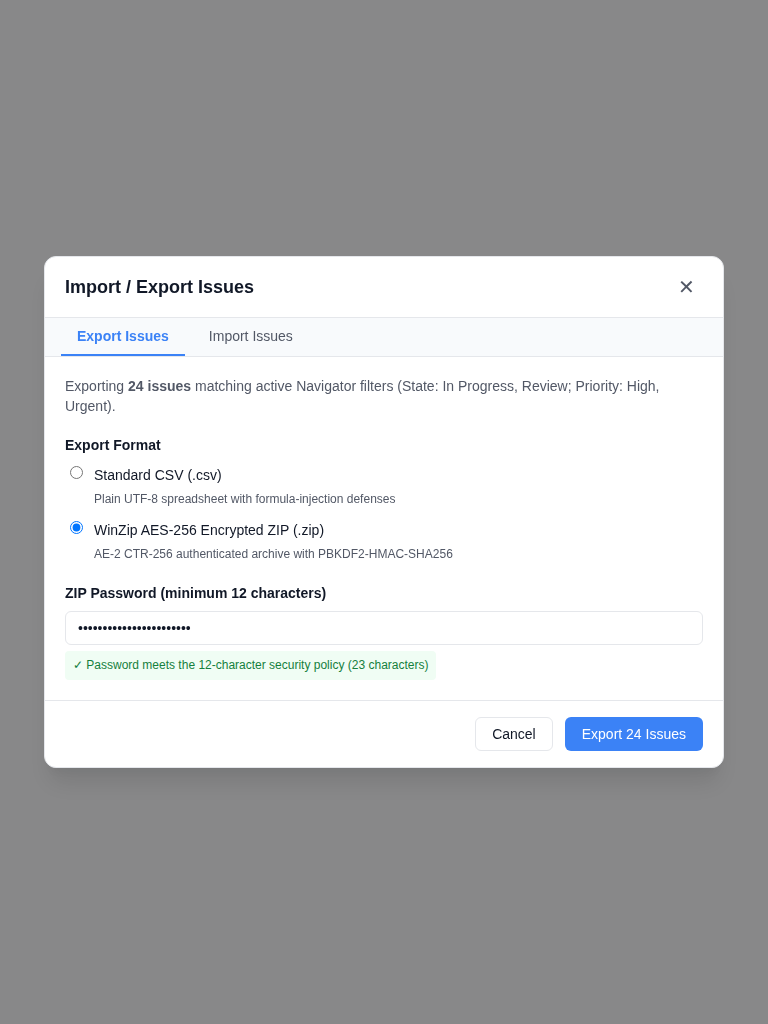 Import / Export Issues
✕
Export Issues
Import Issues
Exporting 24 issues matching active Navigator filters (State: In Progress, Review; Priority: High,
Urgent).
Export Format
Standard CSV (.csv)
Plain UTF-8 spreadsheet with formula-injection defenses
WinZip AES-256 Encrypted ZIP (.zip)
AE-2 CTR-256 authenticated archive with PBKDF2-HMAC-SHA256
ZIP Password (minimum 12 characters)
•••••••••••••••••••••••
✓ Password meets the 12-character security policy (23 characters)
Cancel
Export 24 Issues